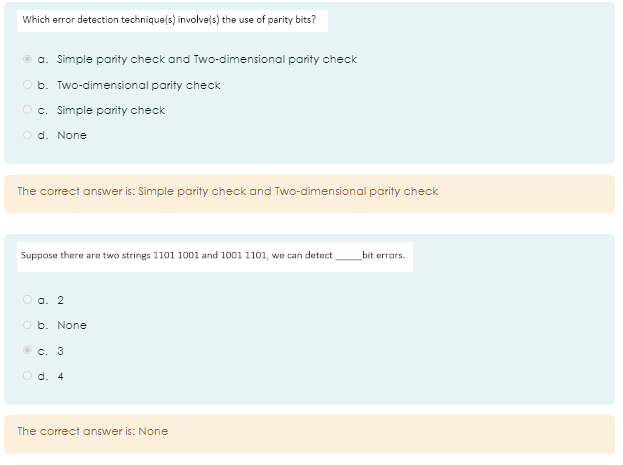 Which error detection technique(s) involve(s) the use of parity bits?
a. Simple parity check and Two-dimensional parity check
b. Two-dimensional parity check
c. Simple parity check
d. None
The correct answer is: Simple parity check and Two-dimensional parity check
Suppose there are two strings 1101 1001 and 1001 1101, we can detect _____bit errors.
a. 2
b. None
c. 3
d. 4
The correct answer is: None